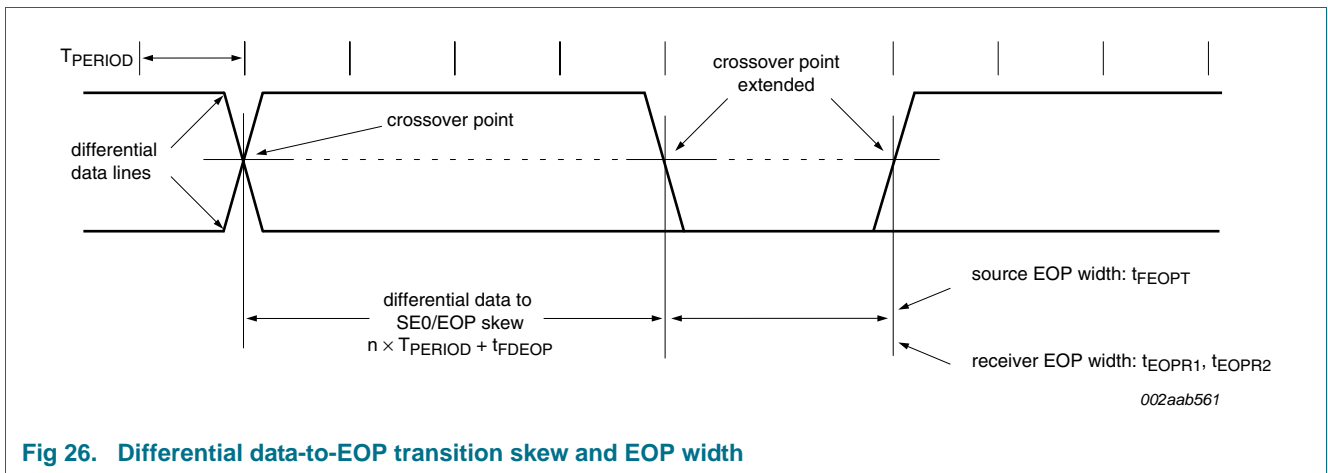 TPERIOD
crossover point
extended
crossover point
differential
data lines
differential data to
SE0/EOP skew
n × TPERIOD + tFDEOP
source EOP width: tFEOPT
receiver EOP width: tEOPR1, tEOPR2
002aab561
Fig 26. Differential data-to-EOP transition skew and EOP width